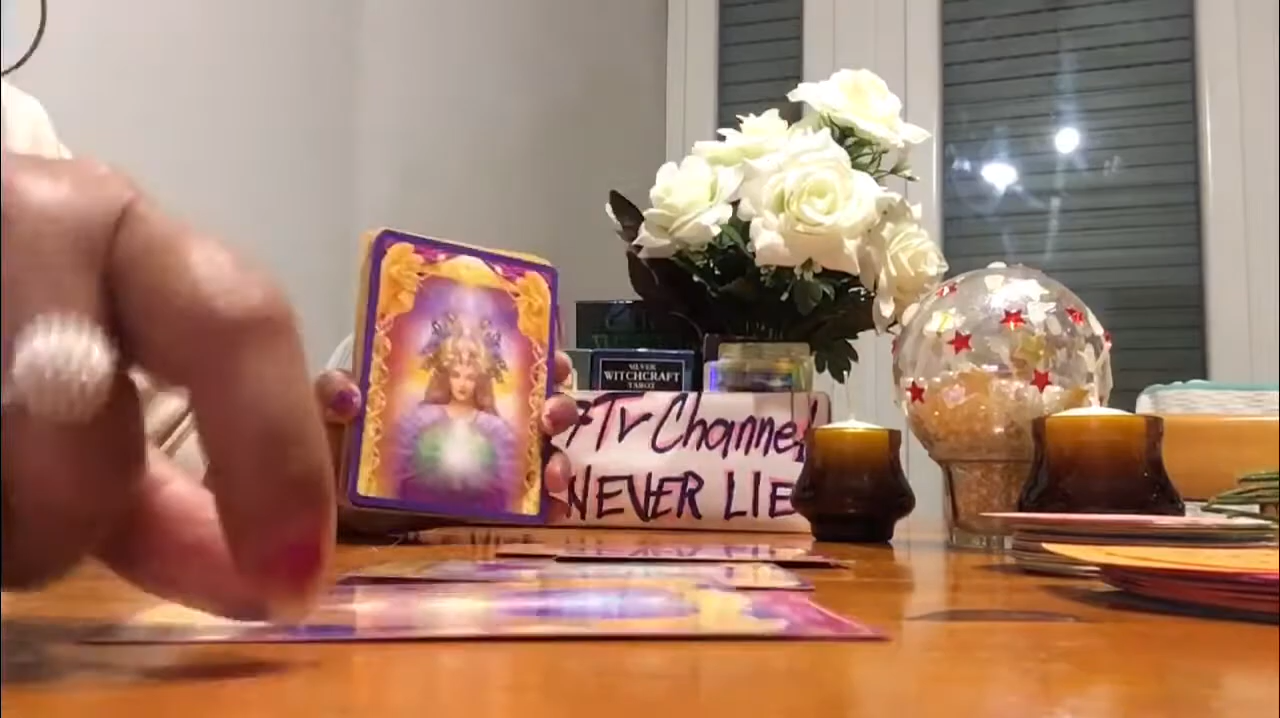 SILVER
WITCHCRAFT
TAROT
TV Channel
NEVER LIE